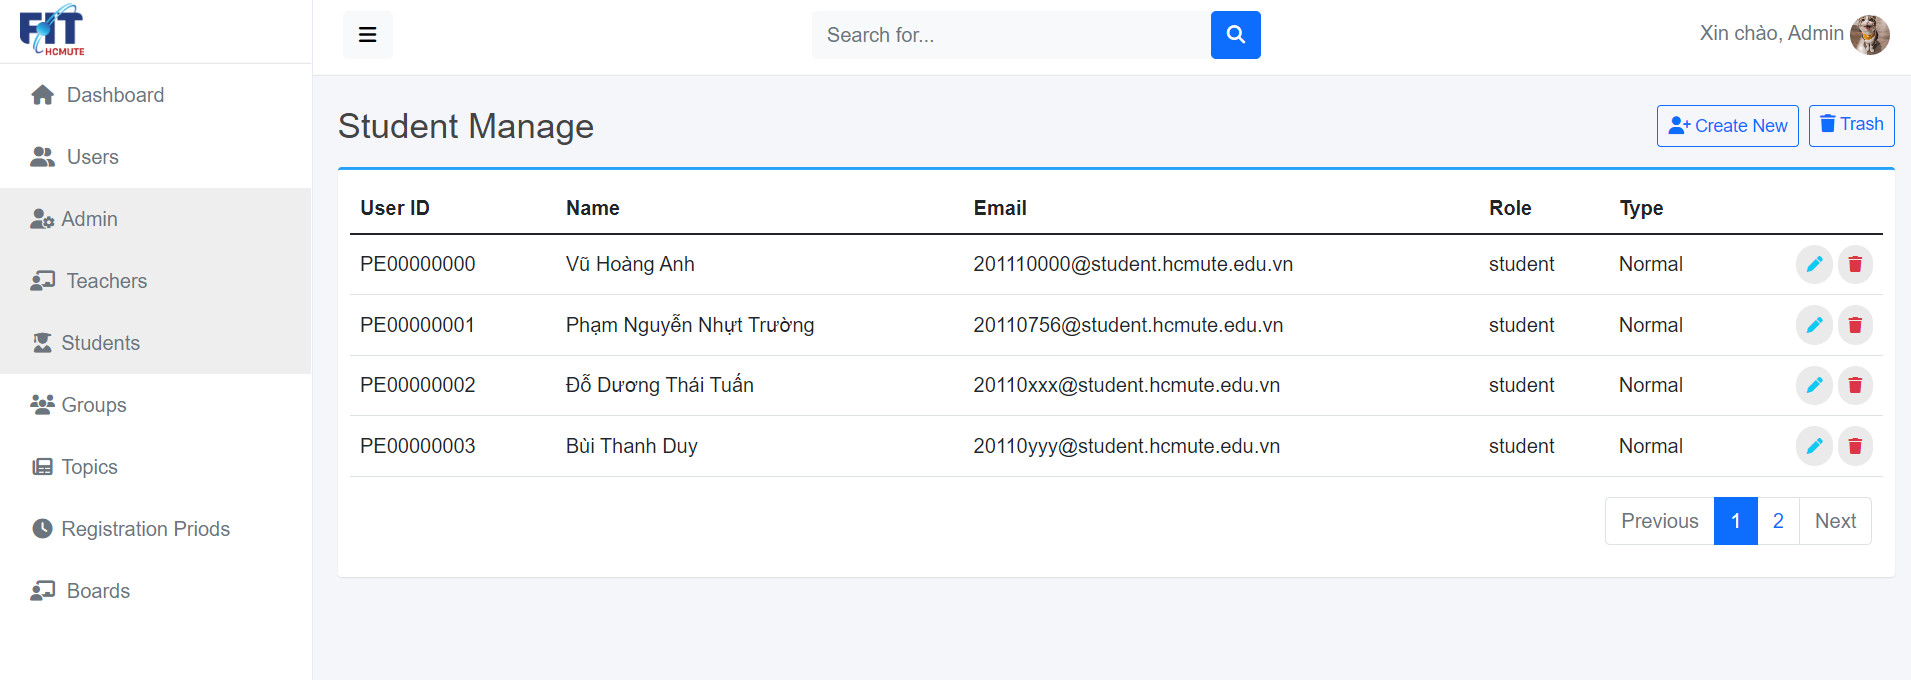 FIT
HCMUTE
Search for...
Xin chào, Admin
Dashboard
Users
Admin
Teachers
Students
Groups
Topics
Registration Priods
Boards
Student Manage
Create New
Trash
User ID Name Email Role Type
PE00000000 Vũ Hoàng Anh 201110000@student.hcmute.edu.vn student Normal
PE00000001 Phạm Nguyễn Nhựt Trường 20110756@student.hcmute.edu.vn student Normal
PE00000002 Đỗ Dương Thái Tuấn 20110xxx@student.hcmute.edu.vn student Normal
PE00000003 Bùi Thanh Duy 20110yyy@student.hcmute.edu.vn student Normal
Previous 1 2 Next